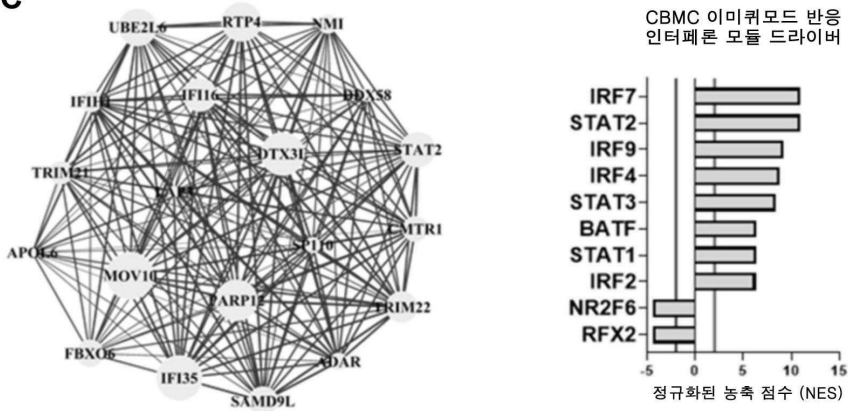 C
UBE2L6
RTP4
NMI
IFIH1
IFI16
DDX58
DTX3L
STAT2
TRIM21
CMTR1
APOL6
SP110
MOV10
PARP12
TRIM22
FBXO6
ADAR
IFI35
SAMD9L
CBMC 이미퀴모드 반응
인터페론 모듈 드라이버
IRF7
STAT2
IRF9
IRF4
STAT3
BATF
STAT1
IRF2
NR2F6
RFX2
-5 0 5 10 15
정규화된 농축 점수 (NES)